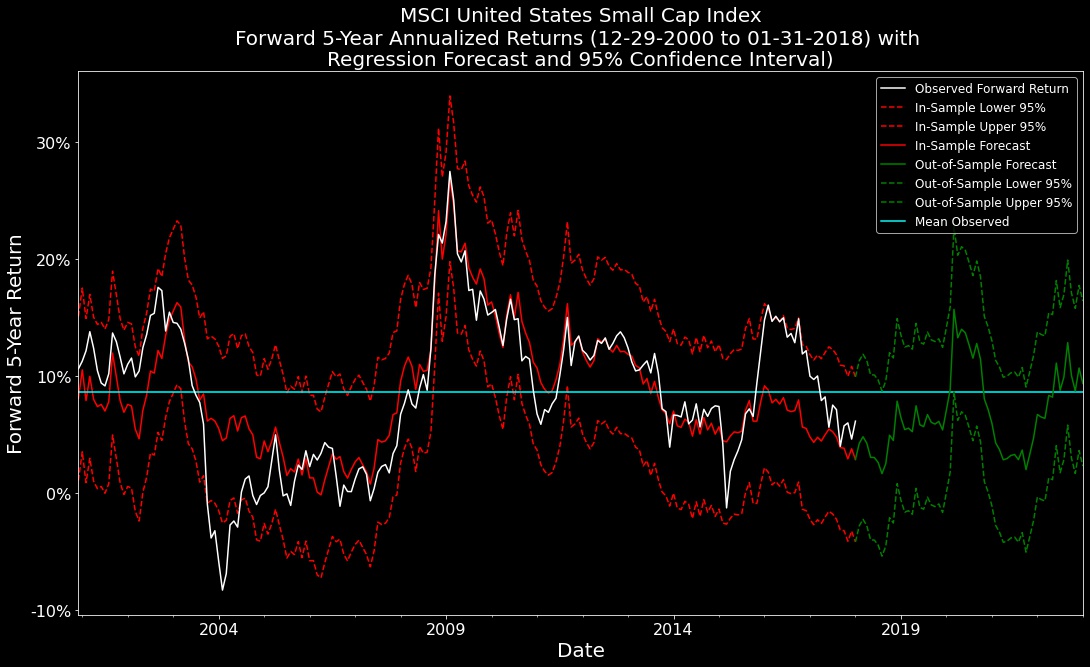 MSCI United States Small Cap Index
Forward 5-Year Annualized Returns (12-29-2000 to 01-31-2018) with
Regression Forecast and 95% Confidence Interval)
Observed Forward Return
In-Sample Lower 95%
In-Sample Upper 95%
In-Sample Forecast
Out-of-Sample Forecast
Out-of-Sample Lower 95%
Out-of-Sample Upper 95%
Mean Observed
Forward 5-Year Return
30%
20%
10%
0%
-10%
2004
2009
2014
2019
Date